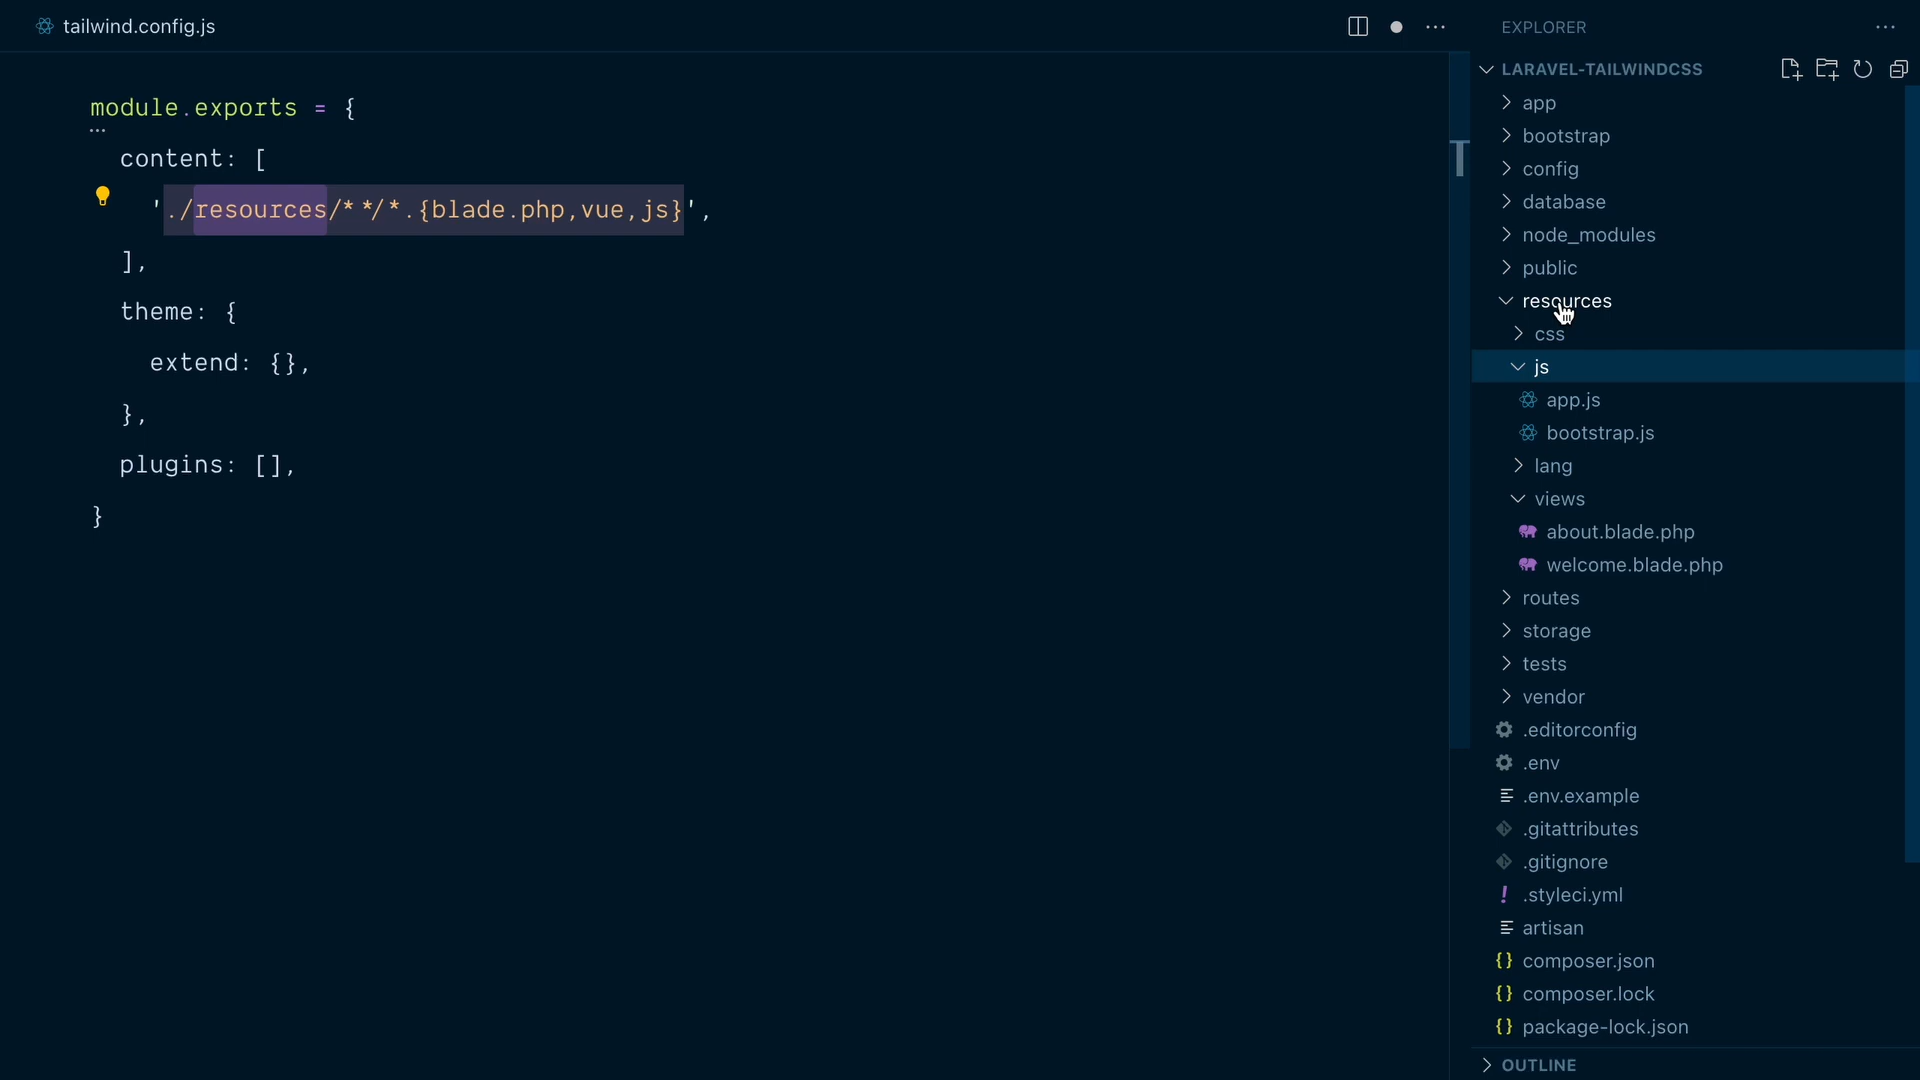 tailwind.config.js
module.exports = {
content: [
'./resources/**/*.{blade.php,vue,js}',
],
theme: {
extend: {},
},
plugins: [],
}
EXPLORER
LARAVEL-TAILWINDCSS
app
bootstrap
config
database
node_modules
public
resources
css
js
app.js
bootstrap.js
lang
views
about.blade.php
welcome.blade.php
routes
storage
tests
vendor
.editorconfig
.env
.env.example
.gitattributes
.gitignore
.styleci.yml
artisan
composer.json
composer.lock
package-lock.json
OUTLINE